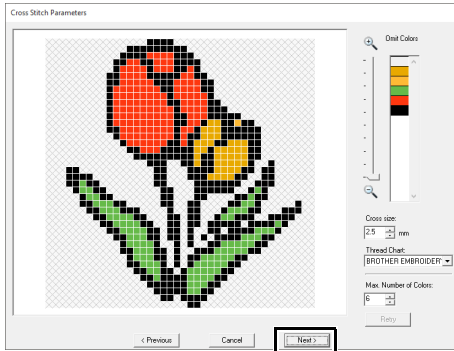 Cross Stitch Parameters
Omit Colors
Cross size:
2.5 mm
Thread Chart:
BROTHER EMBROIDERY
Max. Number of Colors:
6
Retry
< Previous
Cancel
Next >